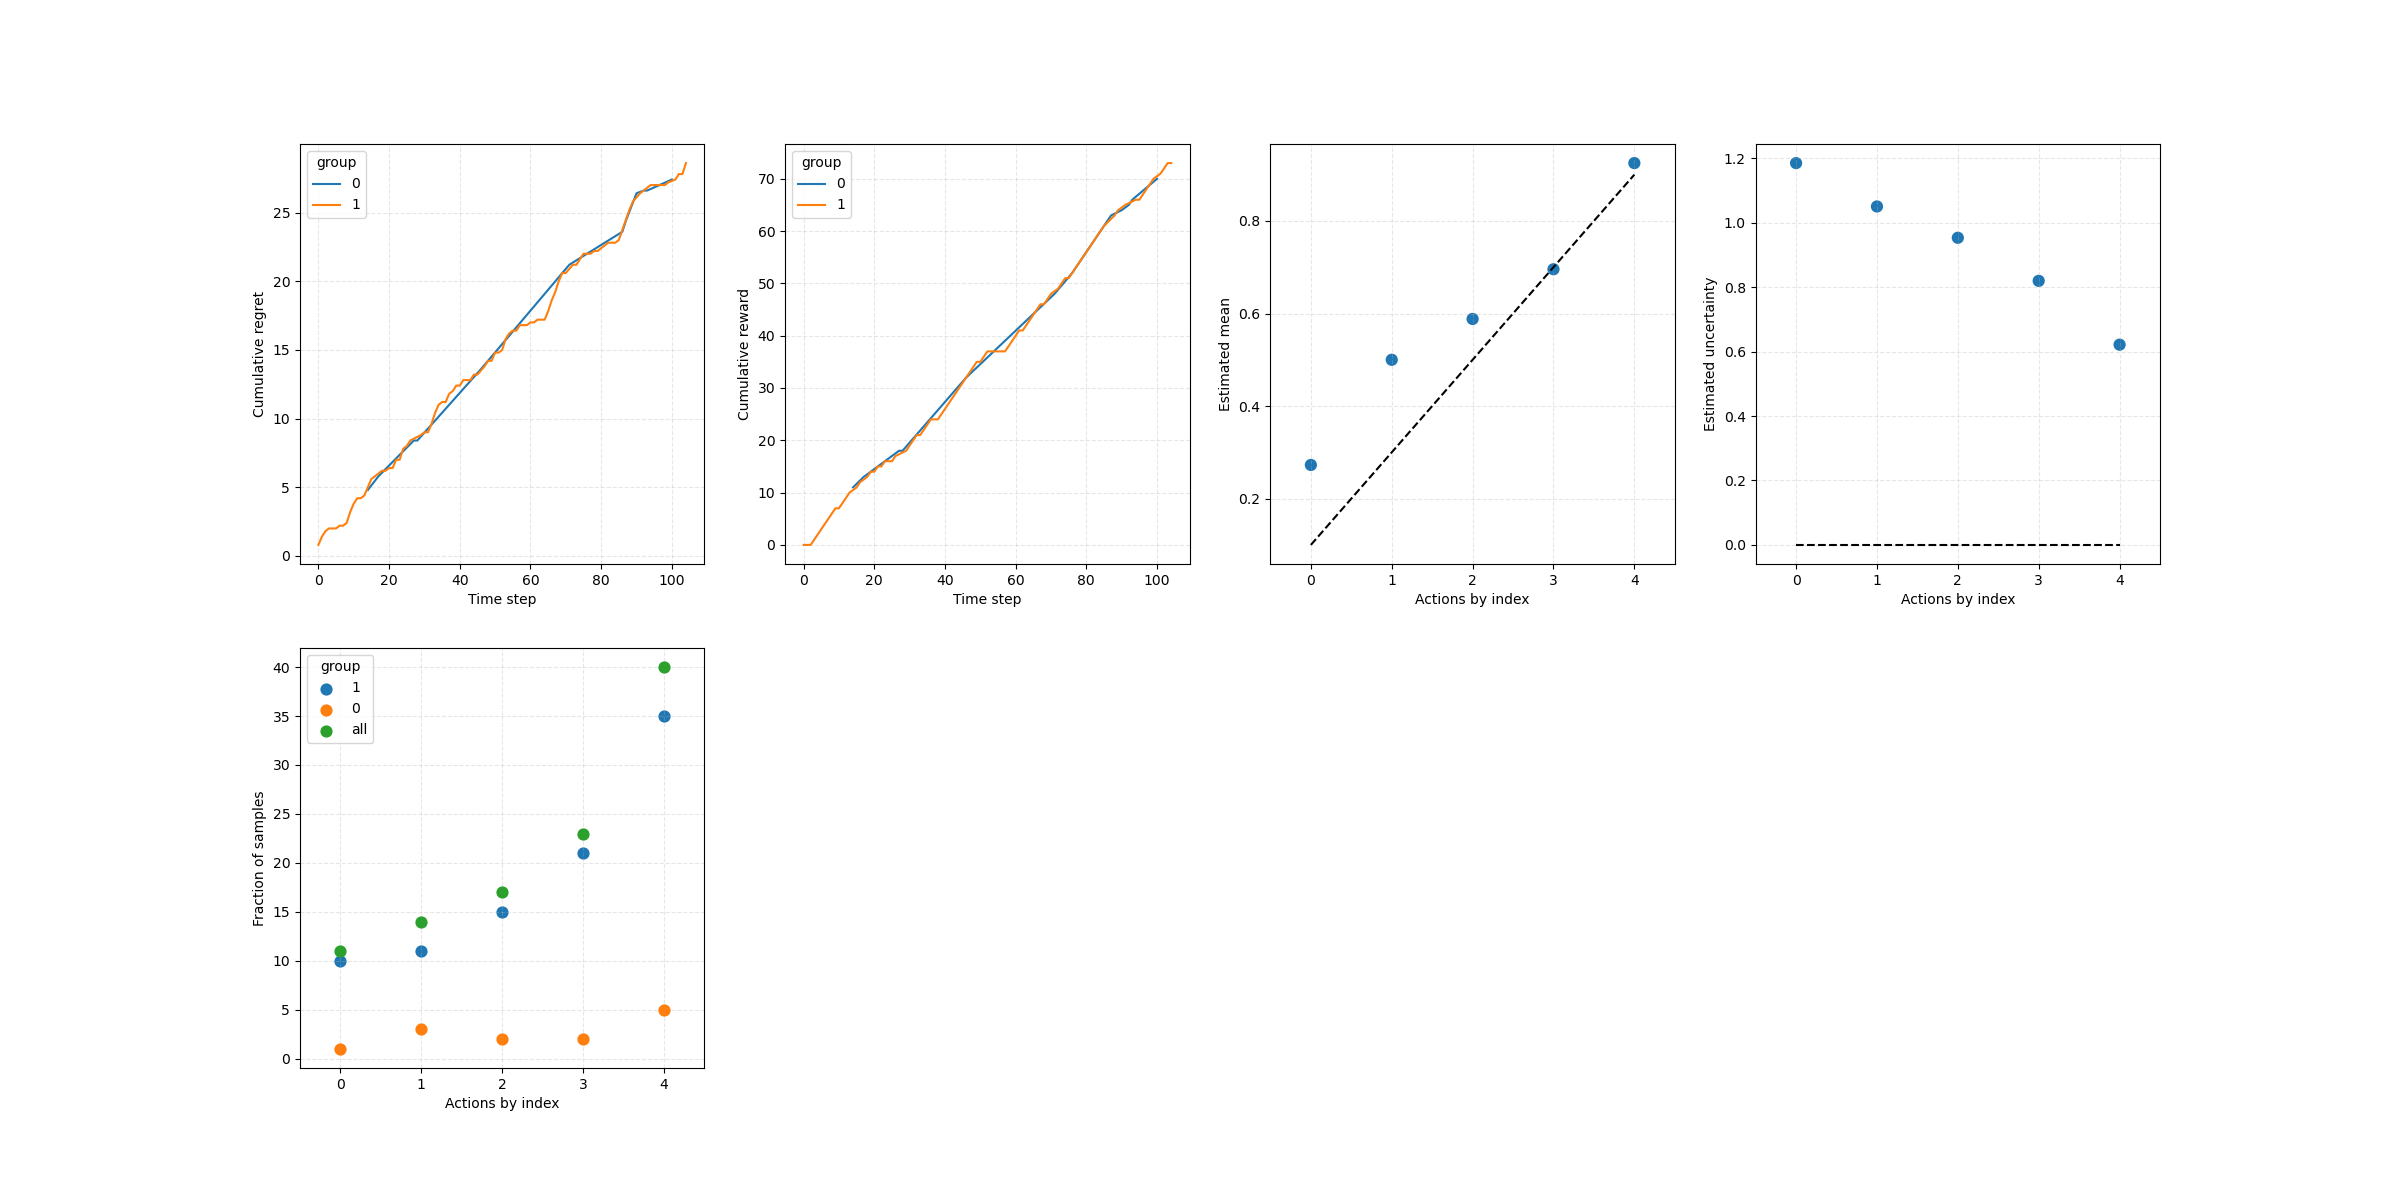 group
0
1
25
20
15
10
5
0
Cumulative regret
0 20 40 60 80 100
Time step
group
0
1
70
60
50
40
30
20
10
0
Cumulative reward
0 20 40 60 80 100
Time step
0.8
0.6
0.4
0.2
Estimated mean
0 1 2 3 4
Actions by index
1.2
1.0
0.8
0.6
0.4
0.2
0.0
Estimated uncertainty
0 1 2 3 4
Actions by index
group
1
0
all
40
35
30
25
20
15
10
5
0
Fraction of samples
0 1 2 3 4
Actions by index